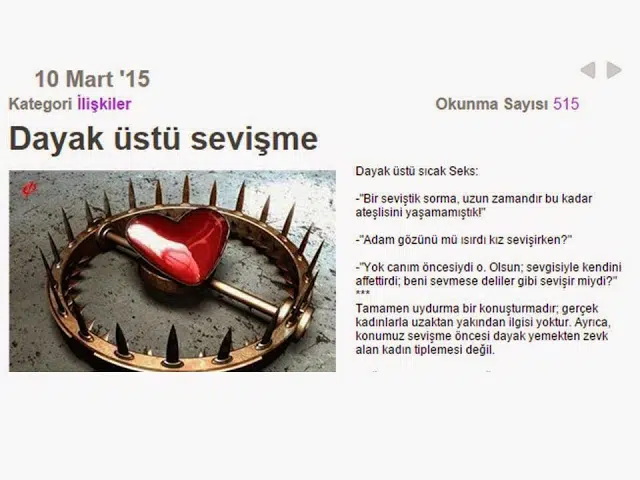 10 Mart '15
Kategori İlişkiler
Okunma Sayısı 515
Dayak üstü sevişme
Dayak üstü sıcak Seks:
-"Bir seviştik sorma, uzun zamandır bu kadar
ateşlisini yaşamamıştık!"
-"Adam gözünü mü ısırdı kız sevişirken?"
-"Yok canım öncesiydi o. Olsun; sevgisiyle kendini
affettirdi; beni sevmese deliler gibi sevişir miydi?"
***
Tamamen uydurma bir konuşturmadır; gerçek
kadınlarla uzaktan yakından ilgisi yoktur. Ayrıca,
konumuz sevişme öncesi dayak yemekten zevk
alan kadın tiplemesi değil.